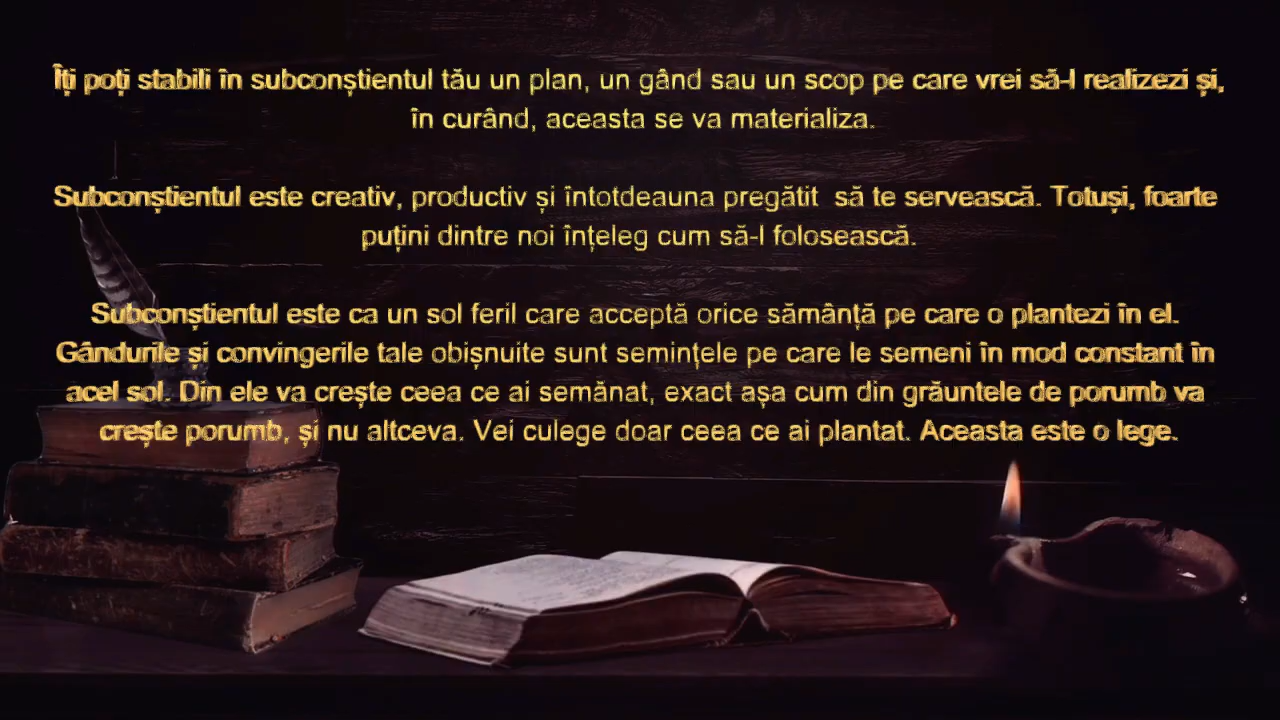 Îți poți stabili în subconștientul tău un plan, un gând sau un scop pe care vrei să-l realizezi și,
în curând, aceasta se va materializa.
Subconștientul este creativ, productiv și întotdeauna pregătit  să te servească. Totuși, foarte
puțini dintre noi înțeleg cum să-l folosească.
Subconștientul este ca un sol feril care acceptă orice sămânță pe care o plantezi în el.
Gândurile și convingerile tale obișnuite sunt semințele pe care le semeni în mod constant în
acel sol. Din ele va crește ceea ce ai semănat, exact așa cum din grăuntele de porumb va
crește porumb, și nu altceva. Vei culege doar ceea ce ai plantat. Aceasta este o lege.